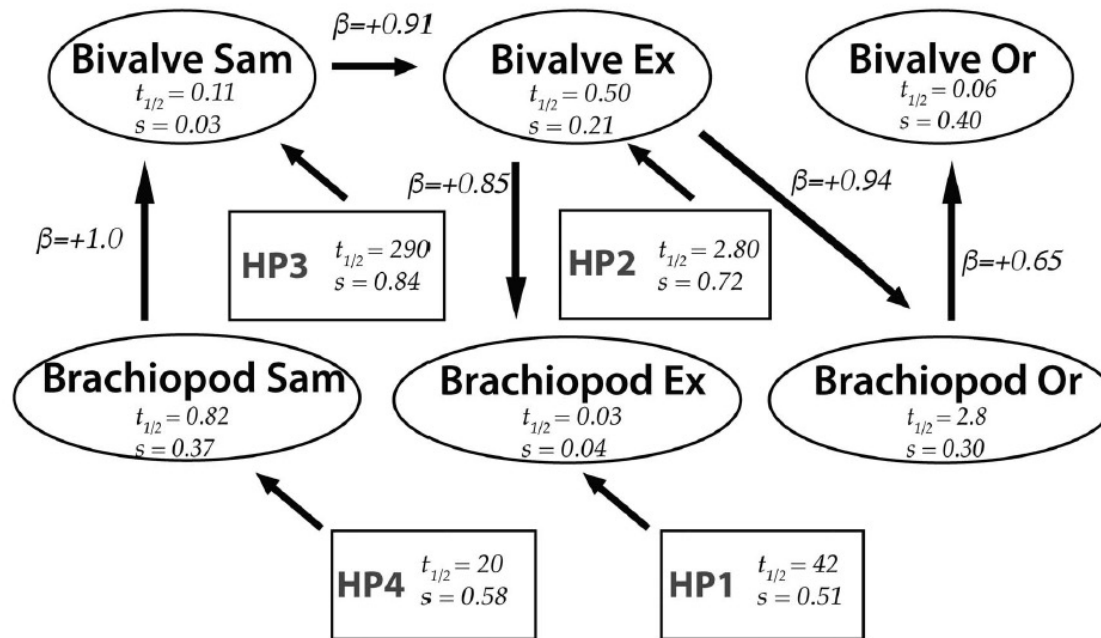 β=+0.91
Bivalve Sam
t1/2 = 0.11
s = 0.03
Bivalve Ex
t1/2 = 0.50
s = 0.21
Bivalve Or
t1/2 = 0.06
s = 0.40
β=+1.0
β=+0.85
β=+0.94
β=+0.65
HP3
t1/2 = 290
s = 0.84
HP2
t1/2 = 2.80
s = 0.72
Brachiopod Sam
t1/2 = 0.82
s = 0.37
Brachiopod Ex
t1/2 = 0.03
s = 0.04
Brachiopod Or
t1/2 = 2.8
s = 0.30
HP4
t1/2 = 20
s = 0.58
HP1
t1/2 = 42
s = 0.51